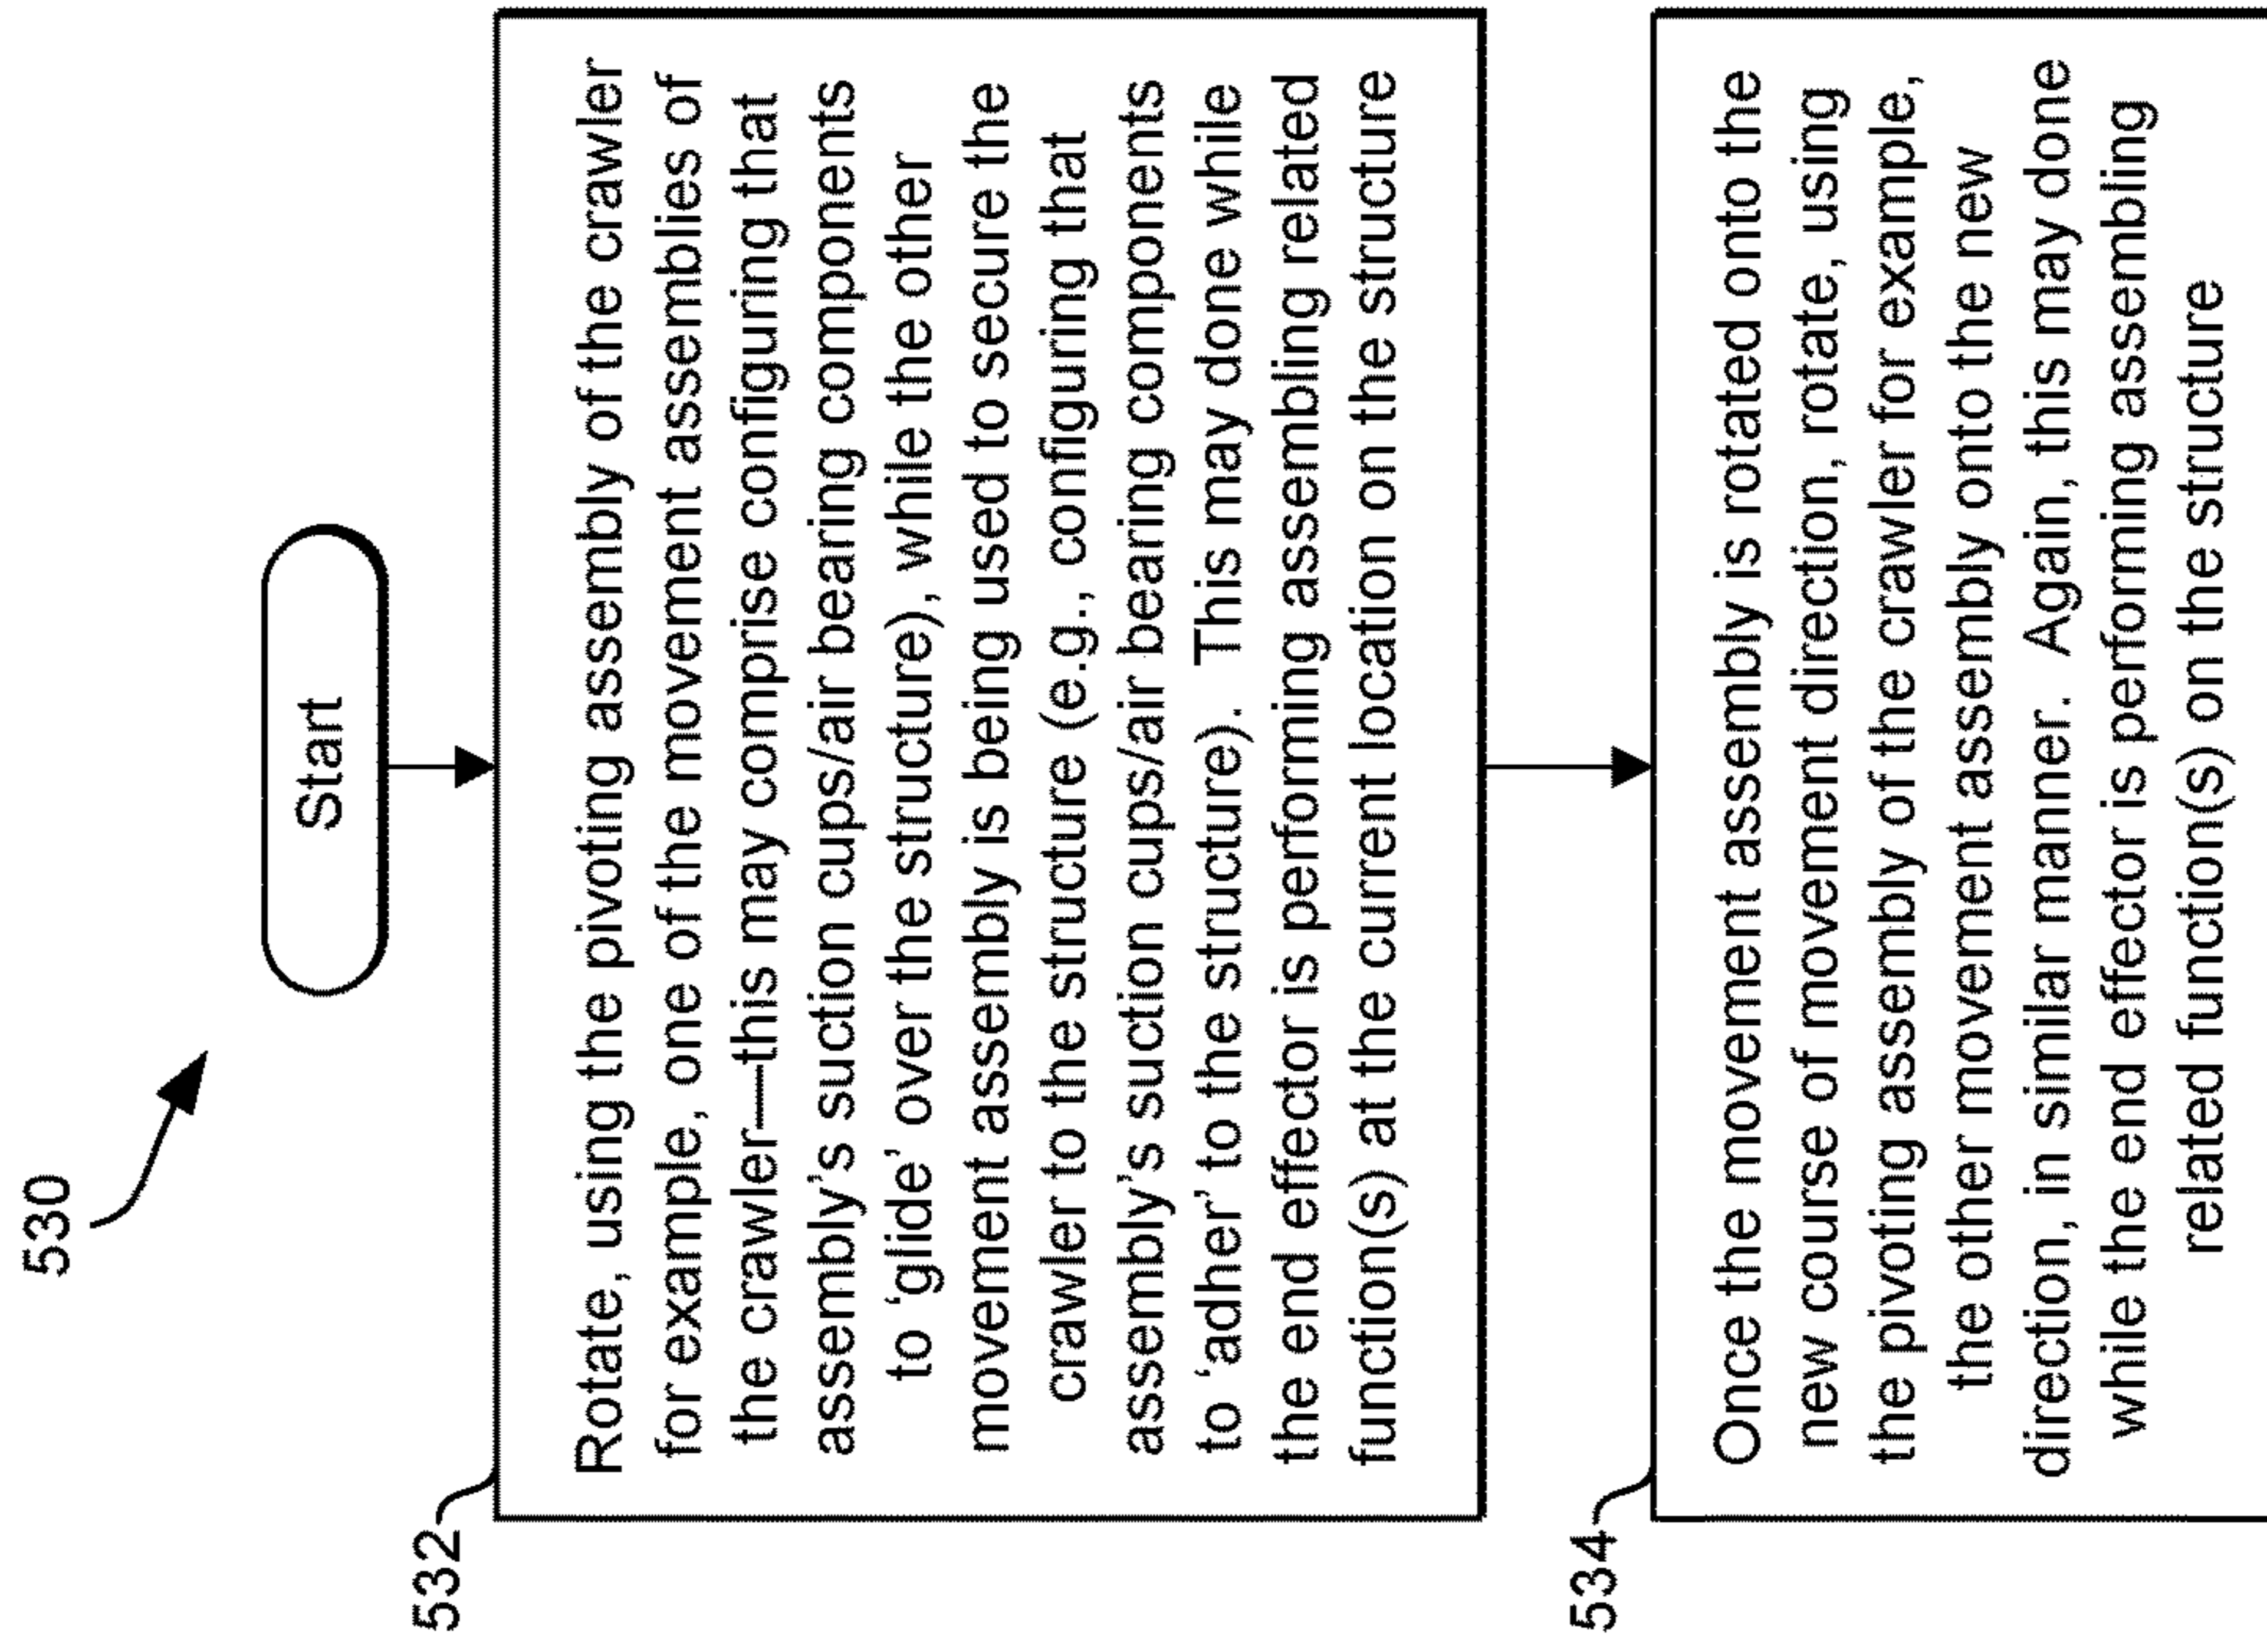 530
Start
532
Rotate, using the pivoting assembly of the crawler
for example, one of the movement assemblies of
the crawler—this may comprise configuring that
assembly's suction cups/air bearing components
to ‘glide’ over the structure), while the other
movement assembly is being used to secure the
crawler to the structure (e.g., configuring that
assembly’s suction cups/air bearing components
to ‘adher’ to the structure).  This may done while
the end effector is performing assembling related
function(s) at the current location on the structure
534
Once the movement assembly is rotated onto the
new course of movement direction, rotate, using
the pivoting assembly of the crawler for example,
the other movement assembly onto the new
direction, in similar manner.  Again, this may done
while the end effector is performing assembling
related function(s) on the structure